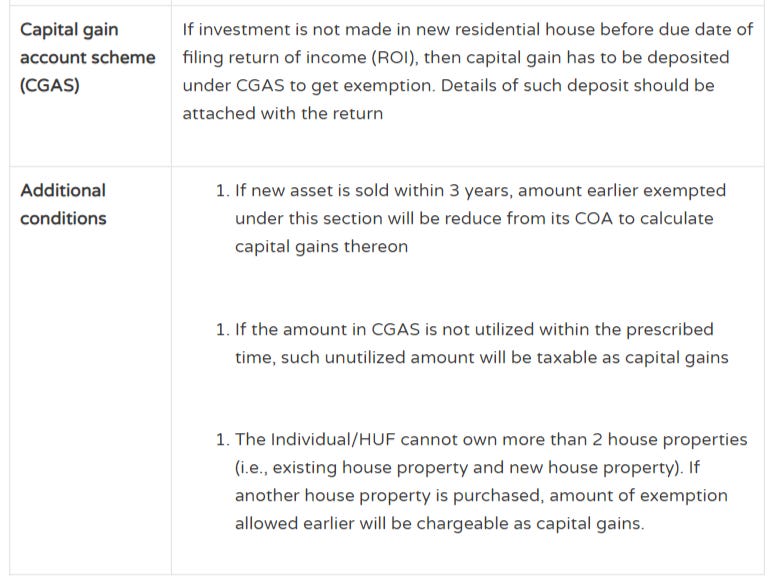 Capital gain
account scheme
(CGAS)
If investment is not made in new residential house before due date of
filing return of income (ROI), then capital gain has to be deposited
under CGAS to get exemption. Details of such deposit should be
attached with the return
Additional
conditions
1. If new asset is sold within 3 years, amount earlier exempted
under this section will be reduce from its COA to calculate
capital gains thereon
1. If the amount in CGAS is not utilized within the prescribed
time, such unutilized amount will be taxable as capital gains
1. The Individual/HUF cannot own more than 2 house properties
(i.e., existing house property and new house property). If
another house property is purchased, amount of exemption
allowed earlier will be chargeable as capital gains.